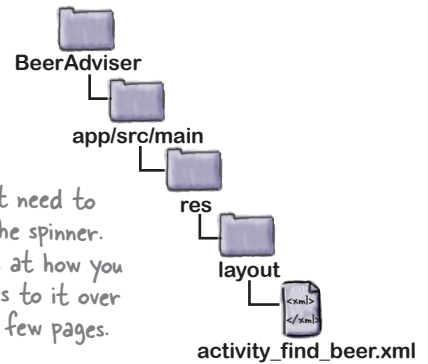 BeerAdviser
app/src/main
res
layout
<xml>
</xml>
activity_find_beer.xml
t need to
he spinner.
at how you
s to it over
few pages.